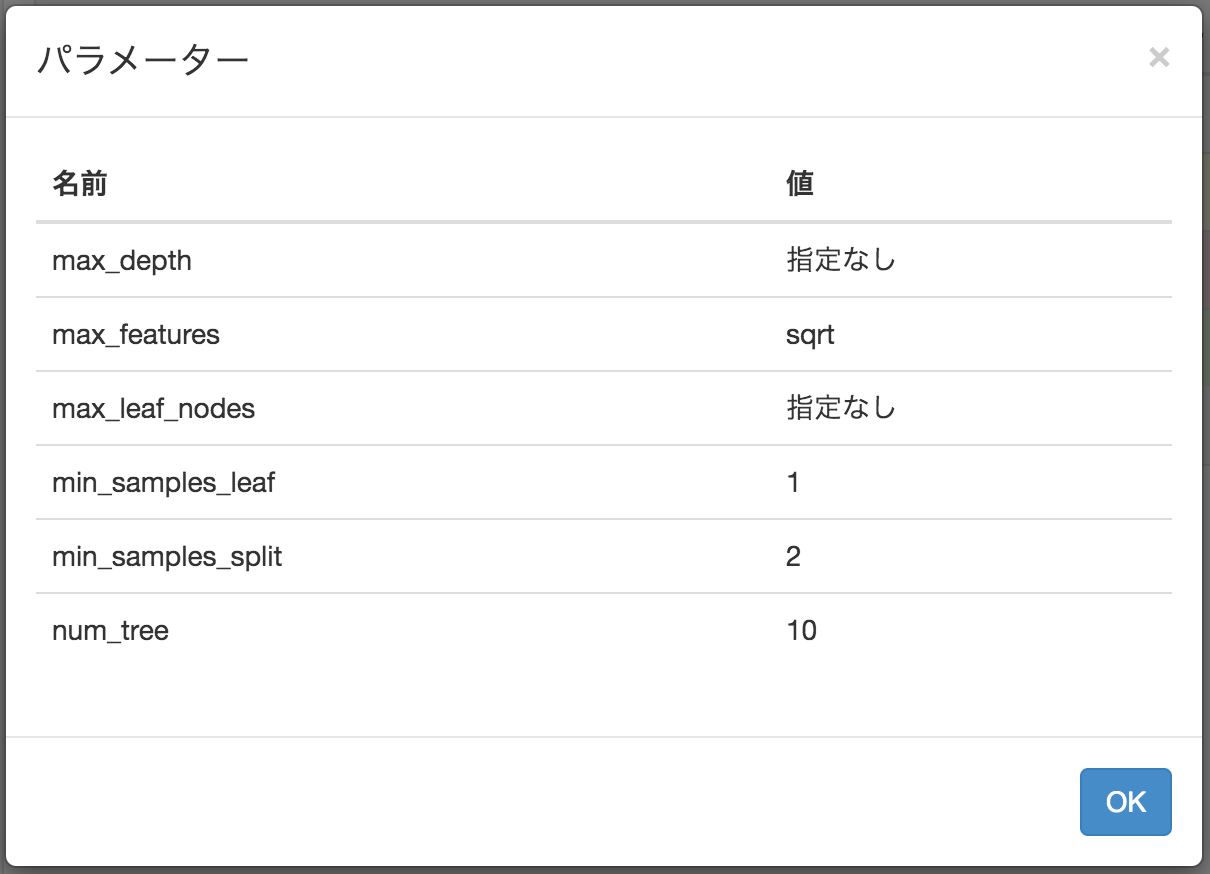 パラメーター
×
名前 値
max_depth 指定なし
max_features sqrt
max_leaf_nodes 指定なし
min_samples_leaf 1
min_samples_split 2
num_tree 10
OK